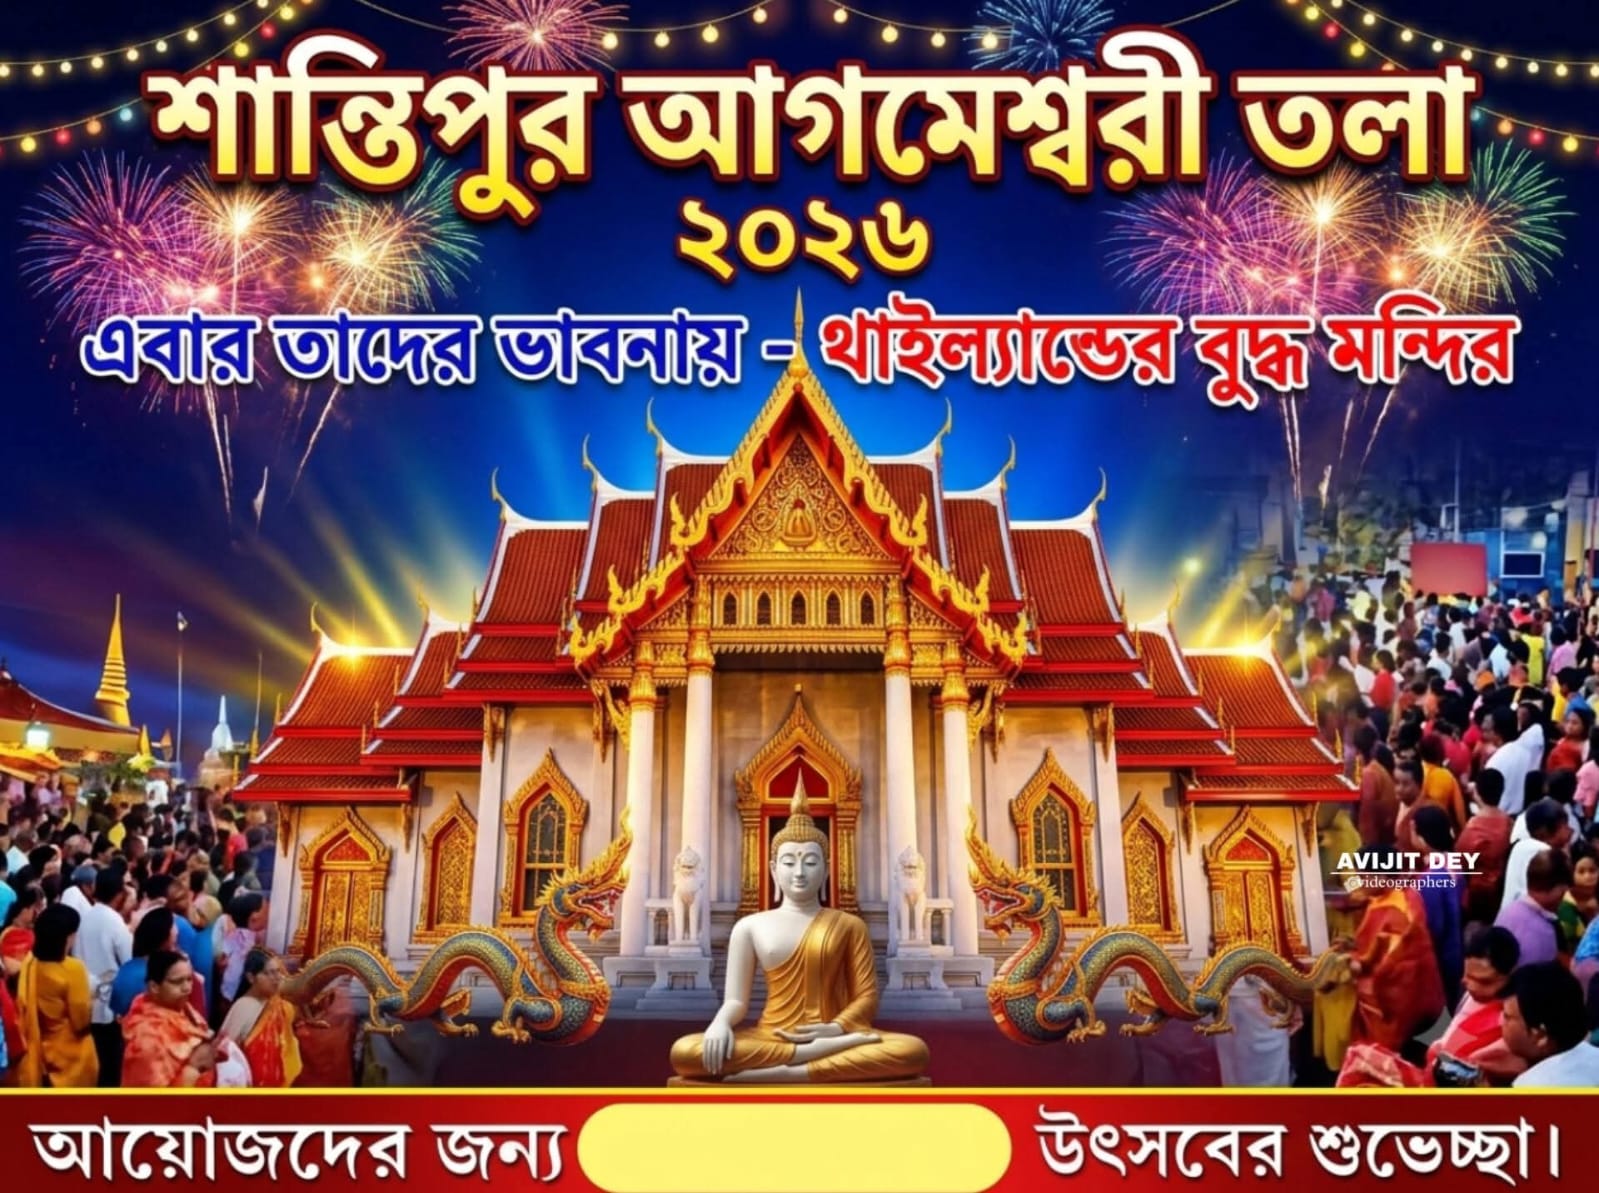 শান্তিপুর আগমেশ্বরী তলা
২০২৬
এবার তাদের ভাবনায় - থাইল্যান্ডের বুদ্ধ মন্দির
AVIJIT DEY
@videographers
আয়োজদের জন্য উৎসবের শুভেচ্ছা।